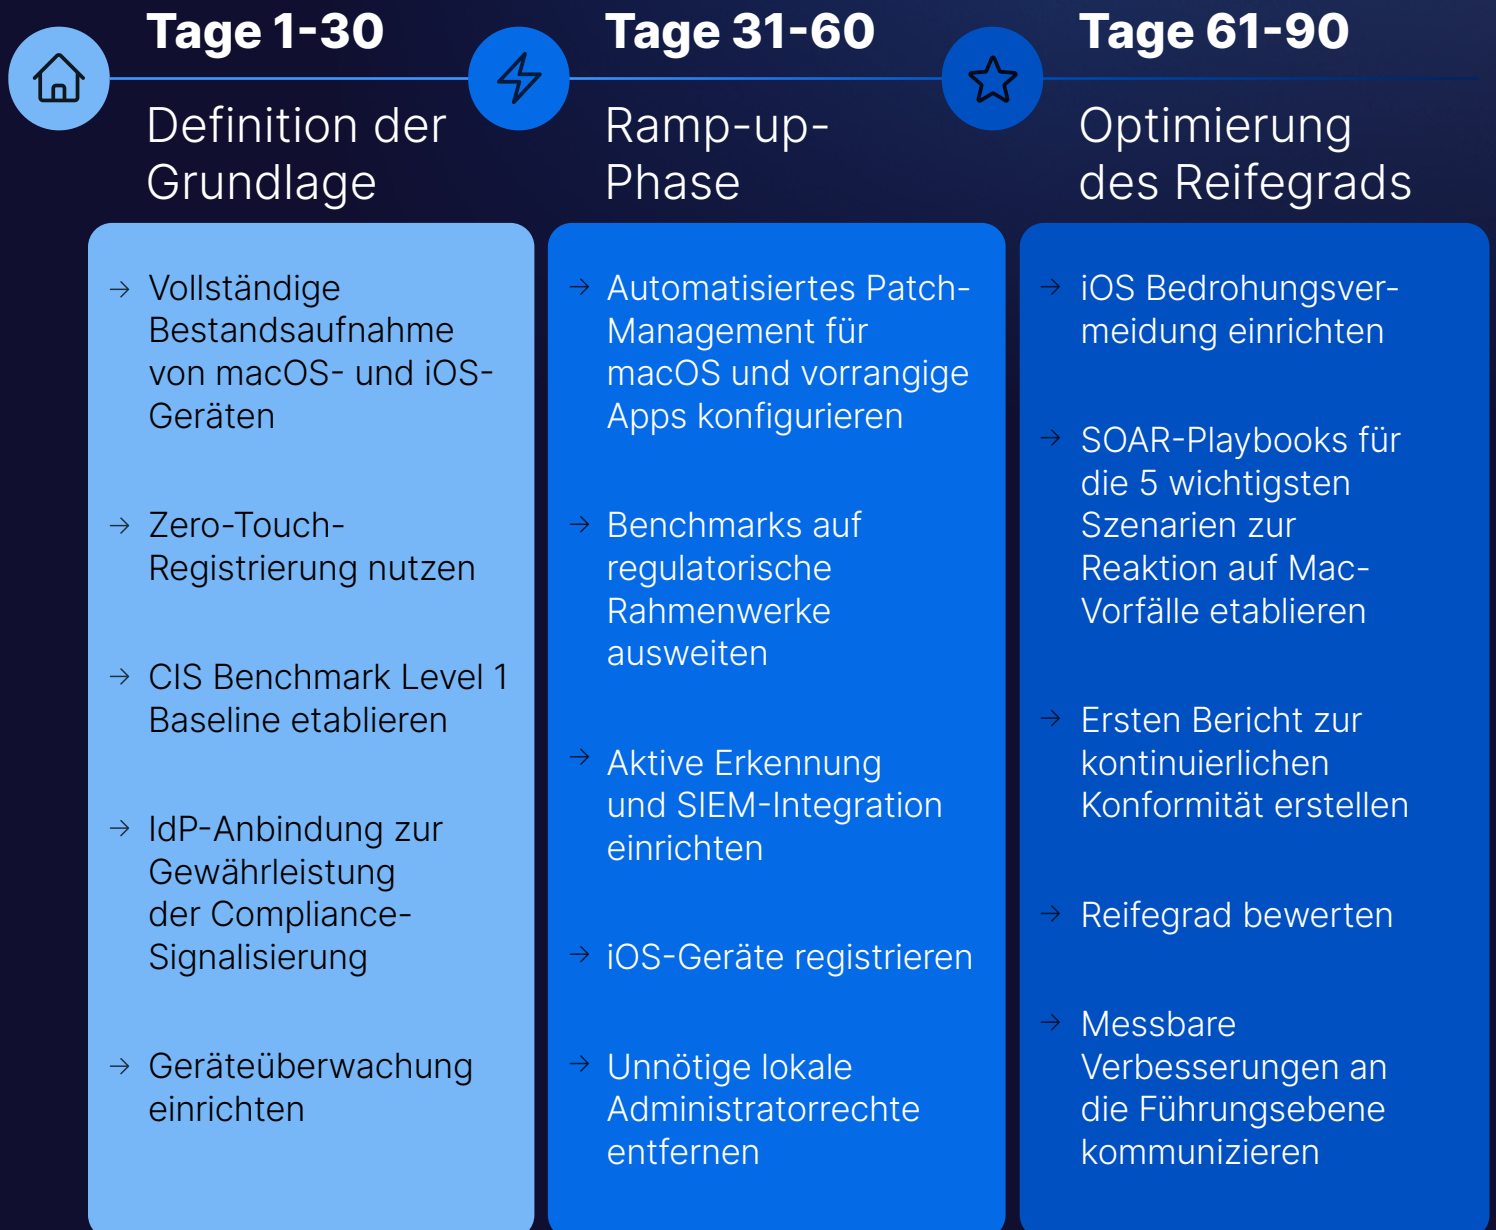 Tage 1-30
Definition der
Grundlage
→ Vollständige
Bestandsaufnahme
von macOS- und iOS-
Geräten
→ Zero-Touch-
Registrierung nutzen
→ CIS Benchmark Level 1
Baseline etablieren
→ IdP-Anbindung zur
Gewährleistung
der Compliance-
Signalisierung
→ Geräteüberwachung
einrichten
Tage 31-60
Ramp-up-
Phase
→ Automatisiertes Patch-
Management für
macOS und vorrangige
Apps konfigurieren
→ Benchmarks auf
regulatorische
Rahmenwerke
ausweiten
→ Aktive Erkennung
und SIEM-Integration
einrichten
→ iOS-Geräte registrieren
→ Unnötige lokale
Administratorrechte
entfernen
Tage 61-90
Optimierung
des Reifegrads
→ iOS Bedrohungsver-
meidung einrichten
→ SOAR-Playbooks für
die 5 wichtigsten
Szenarien zur
Reaktion auf Mac-
Vorfälle etablieren
→ Ersten Bericht zur
kontinuierlichen
Konformität erstellen
→ Reifegrad bewerten
→ Messbare
Verbesserungen an
die Führungsebene
kommunizieren